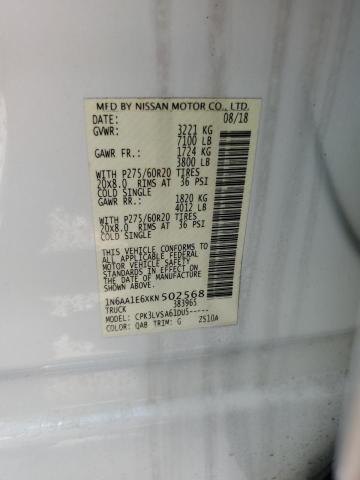 MFD BY NISSAN MOTOR CO., LTD.
DATE: 08/18
GVWR: 3221 KG
7100 LB
GAWR FR.: 1724 KG
3800 LB
WITH P275/60R20 TIRES
20X8.0 RIMS AT 36 PSI
COLD SINGLE
GAWR RR.: 1820 KG
4012 LB
WITH P275/60R20 TIRES
20X8.0 RIMS AT 36 PSI
COLD SINGLE
THIS VEHICLE CONFORMS
TO ALL APPLICABLE FEDERAL
MOTOR VEHICLE SAFETY
STANDARDS IN EFFECT ON
THE DATE OF MANUFACTURE
SHOWN ABOVE
1N6AA1E6XKN502568
TRUCK 383965
MODEL: CPK3LVSA61DU5-----
COLOR: QAB TRIM: G 2S10A